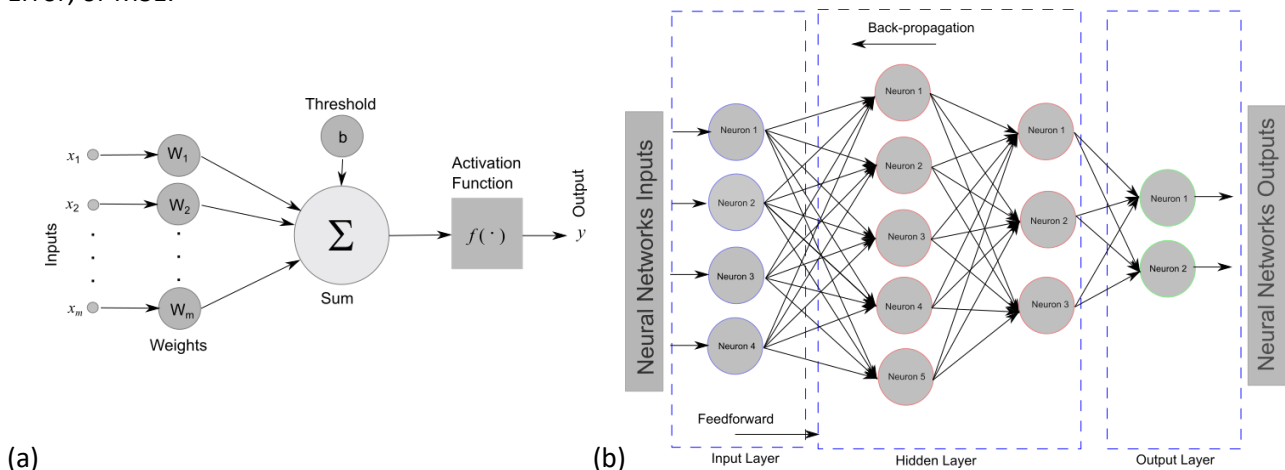 Error, or MSE.
Threshold
b
Activation
Function
Output
Inputs
x1
x2
xm
W1
W2
Wm
Σ
f(·)
y
Sum
Weights
(a)
Back-propagation
Neural Networks Inputs
Neuron 1
Neuron 2
Neuron 3
Neuron 4
Neuron 1
Neuron 2
Neuron 3
Neuron 4
Neuron 5
Neuron 1
Neuron 2
Neuron 3
Neuron 1
Neuron 2
Neural Networks Outputs
Feedforward
Input Layer
Hidden Layer
Output Layer
(b)